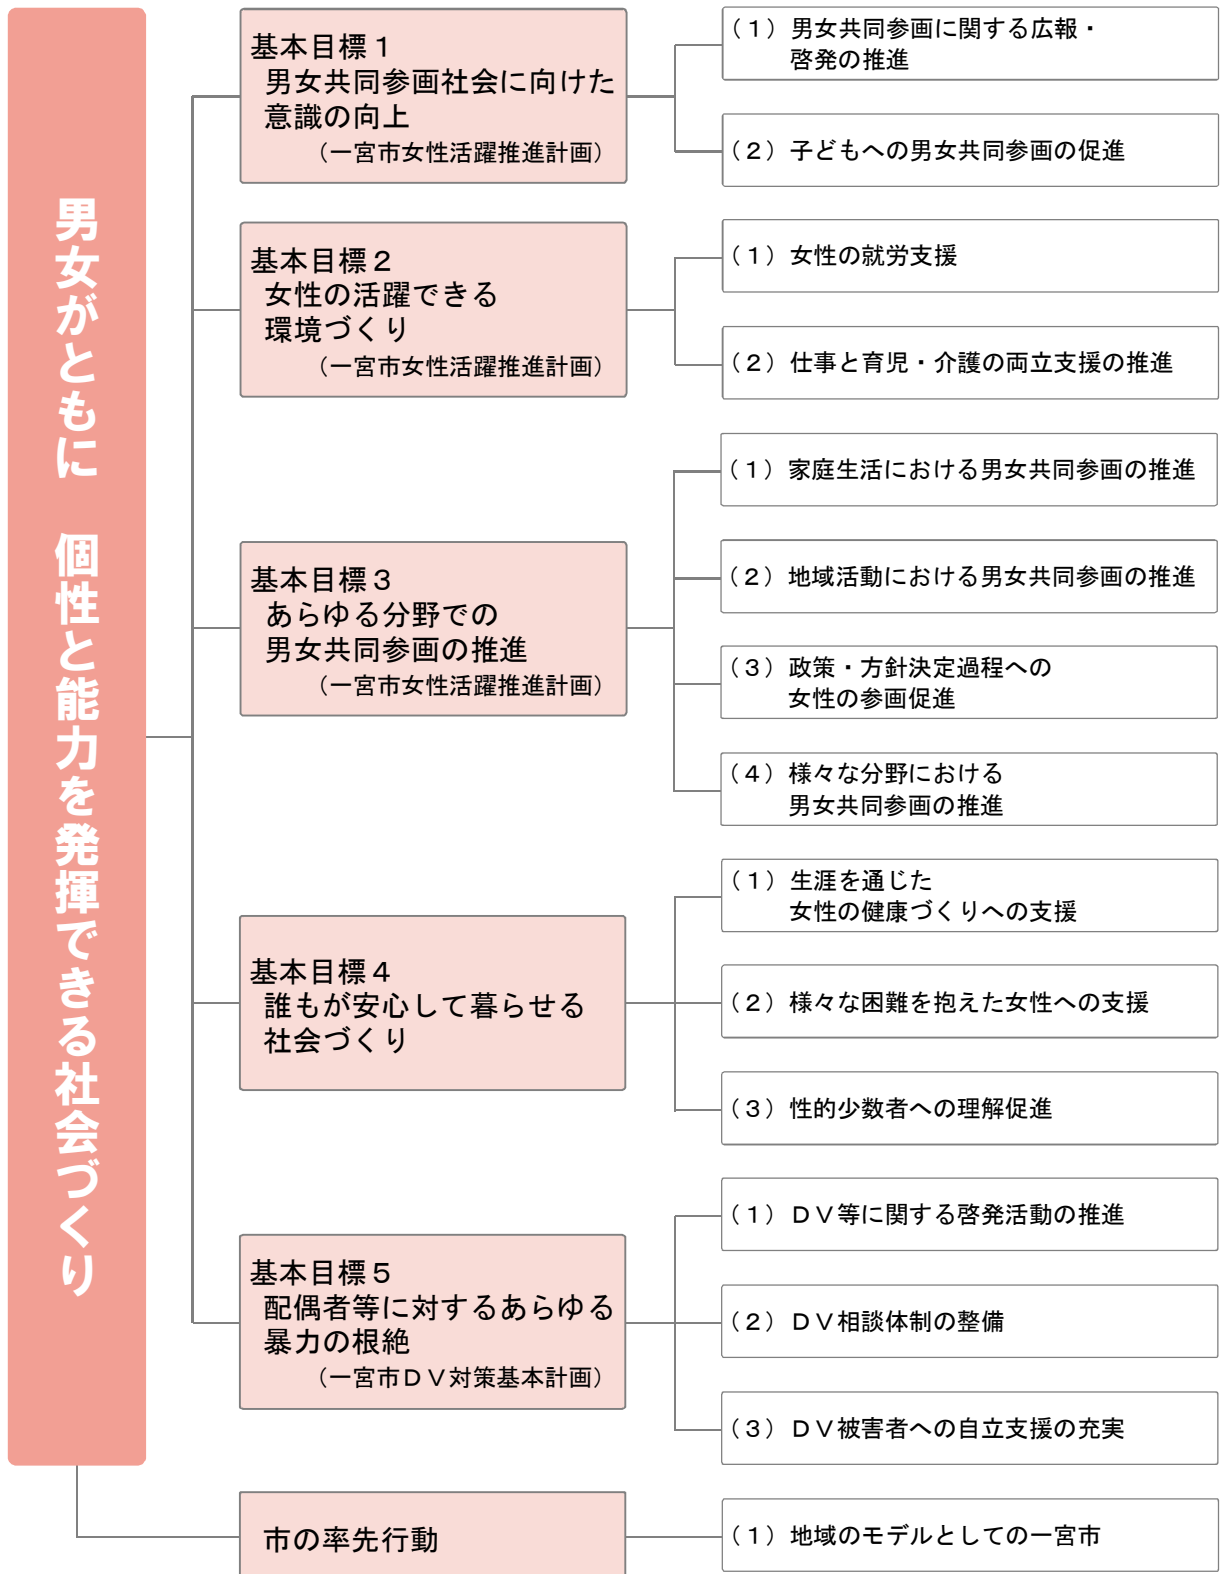 男女がともに　個性と能力を発揮できる社会づくり
基本目標１
男女共同参画社会に向けた
意識の向上
（一宮市女性活躍推進計画）
（１）男女共同参画に関する広報・
啓発の推進
（２）子どもへの男女共同参画の促進
基本目標２
女性の活躍できる
環境づくり
（一宮市女性活躍推進計画）
（１）女性の就労支援
（２）仕事と育児・介護の両立支援の推進
基本目標３
あらゆる分野での
男女共同参画の推進
（一宮市女性活躍推進計画）
（１）家庭生活における男女共同参画の推進
（２）地域活動における男女共同参画の推進
（３）政策・方針決定過程への
女性の参画促進
（４）様々な分野における
男女共同参画の推進
基本目標４
誰もが安心して暮らせる
社会づくり
（１）生涯を通じた
女性の健康づくりへの支援
（２）様々な困難を抱えた女性への支援
（３）性的少数者への理解促進
基本目標５
配偶者等に対するあらゆる
暴力の根絶
（一宮市ＤＶ対策基本計画）
（１）ＤＶ等に関する啓発活動の推進
（２）ＤＶ相談体制の整備
（３）ＤＶ被害者への自立支援の充実
市の率先行動
（１）地域のモデルとしての一宮市